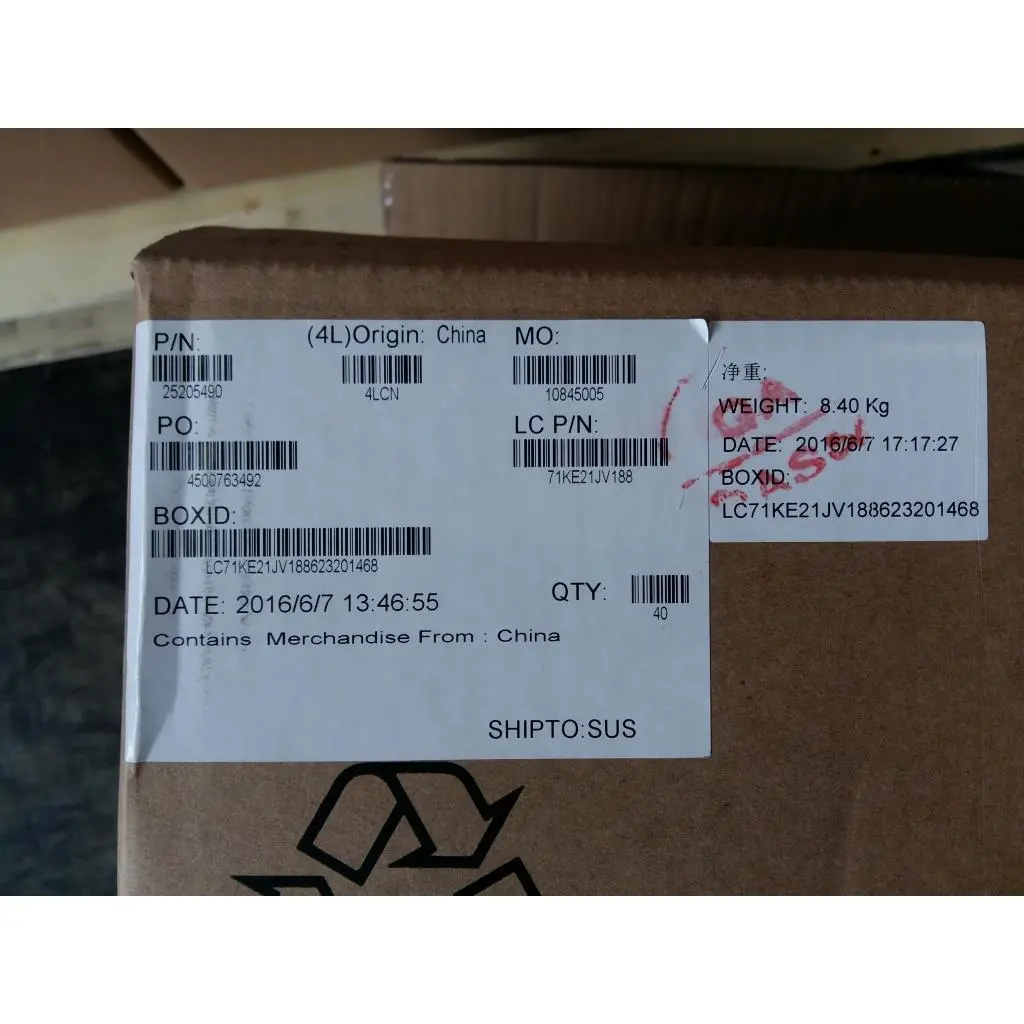 P/N: (4L)Origin: China MO:
25205490 4LCN 10845005
PO: LC P/N:
4500763492 71KE21JV188
BOXID:
LC71KE21JV188623201468
DATE: 2016/6/7 13:46:55 QTY:
40
Contains Merchandise From : China
SHIPTO:SUS
净重:
WEIGHT: 8.40 Kg
DATE: 2016/6/7 17:17:27
BOXID:
LC71KE21JV188623201468